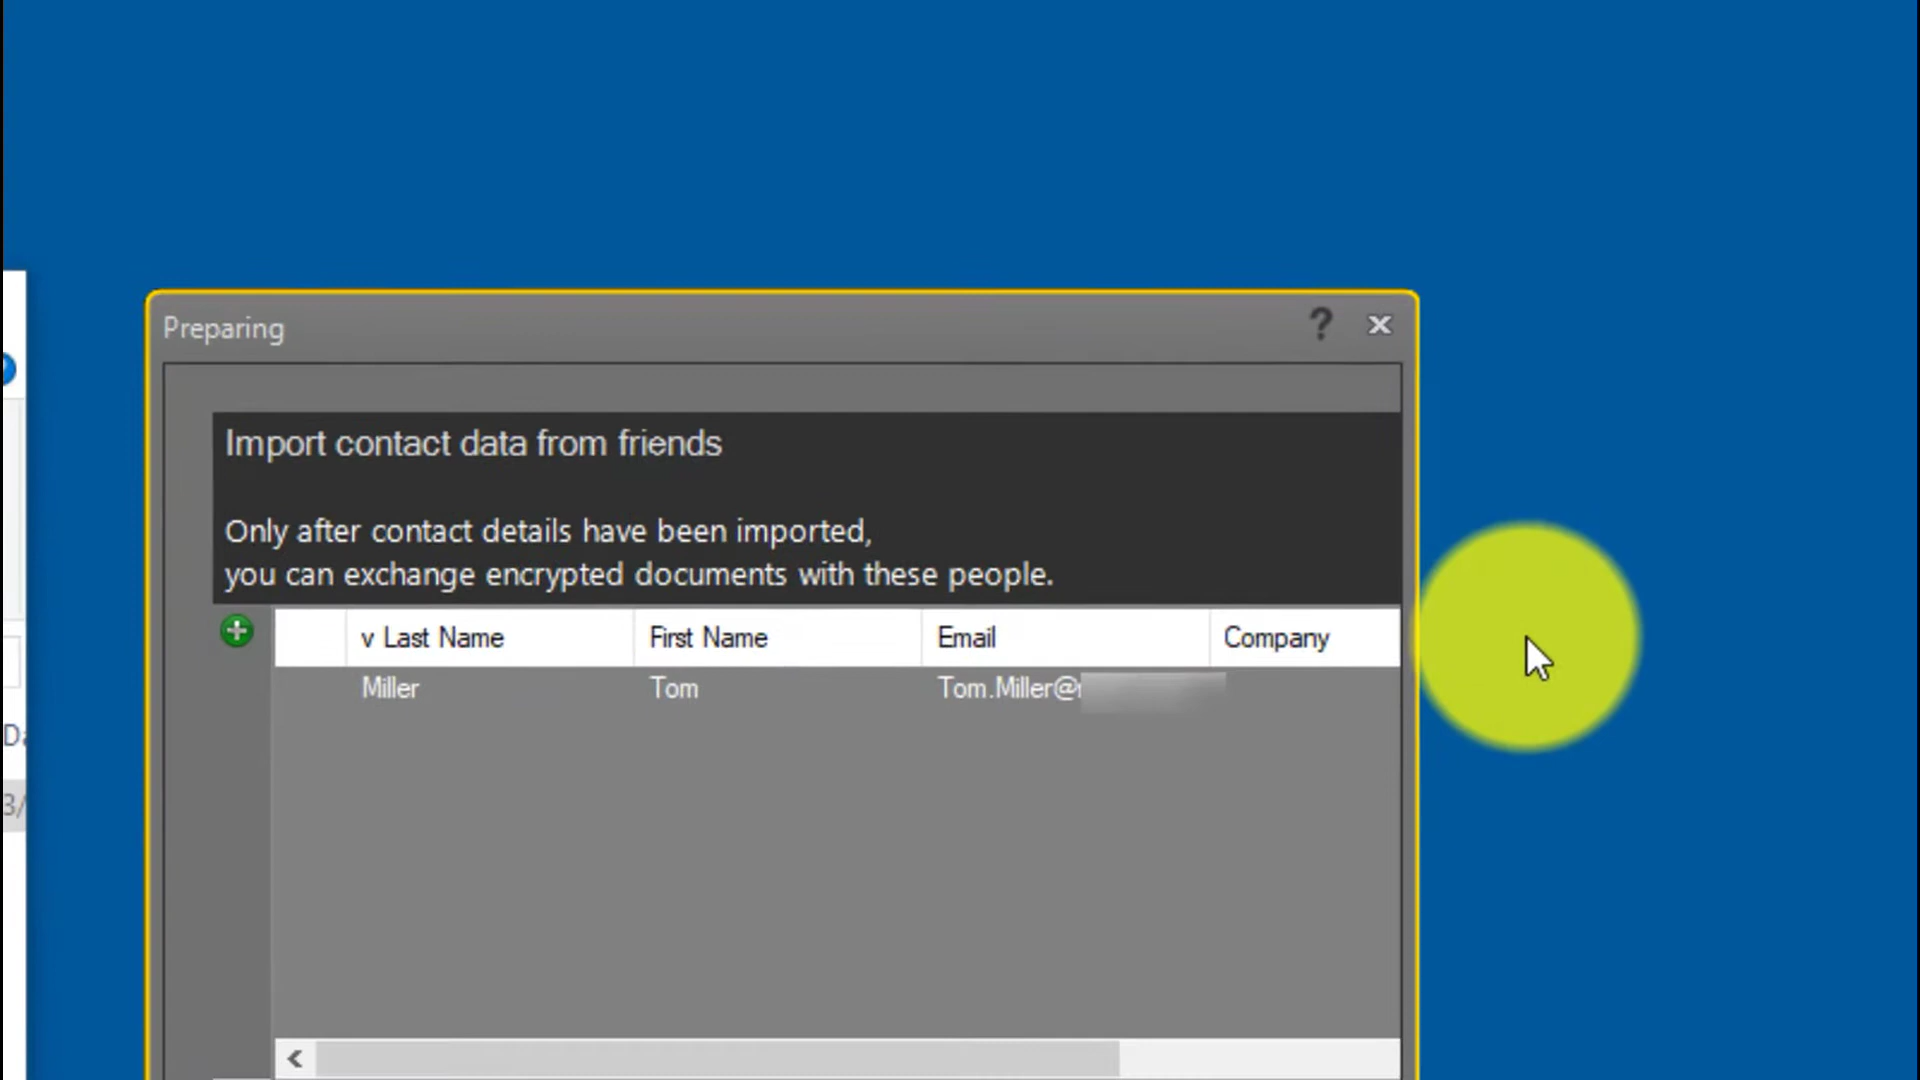 Preparing
Import contact data from friends
Only after contact details have been imported,
you can exchange encrypted documents with these people.
v Last Name First Name Email Company
Miller Tom Tom.Miller@
3/